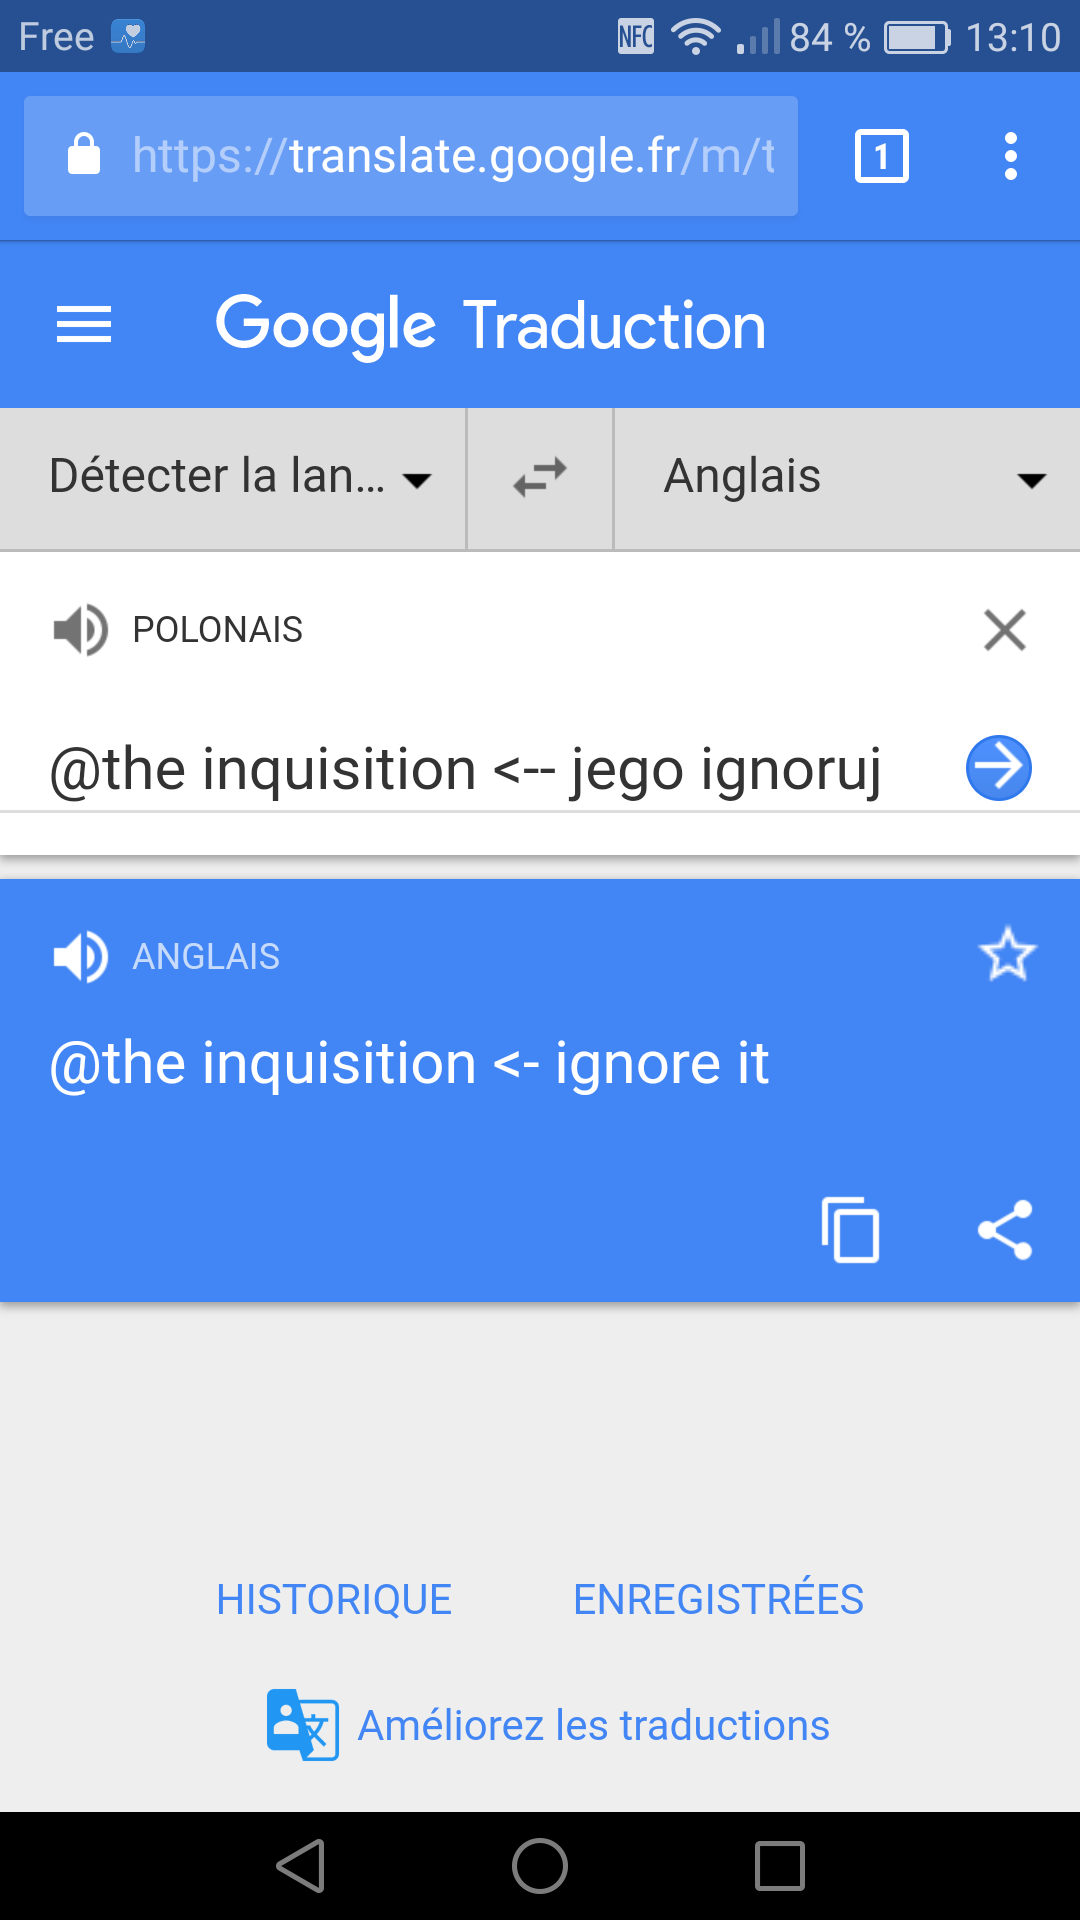 Free NFC 84 % 13:10
https://translate.google.fr/m/t 1
Google Traduction
Détecter la lan... Anglais
POLONAIS
@the inquisition <-- jego ignoruj
ANGLAIS
@the inquisition <- ignore it
HISTORIQUE ENREGISTRÉES
Améliorez les traductions